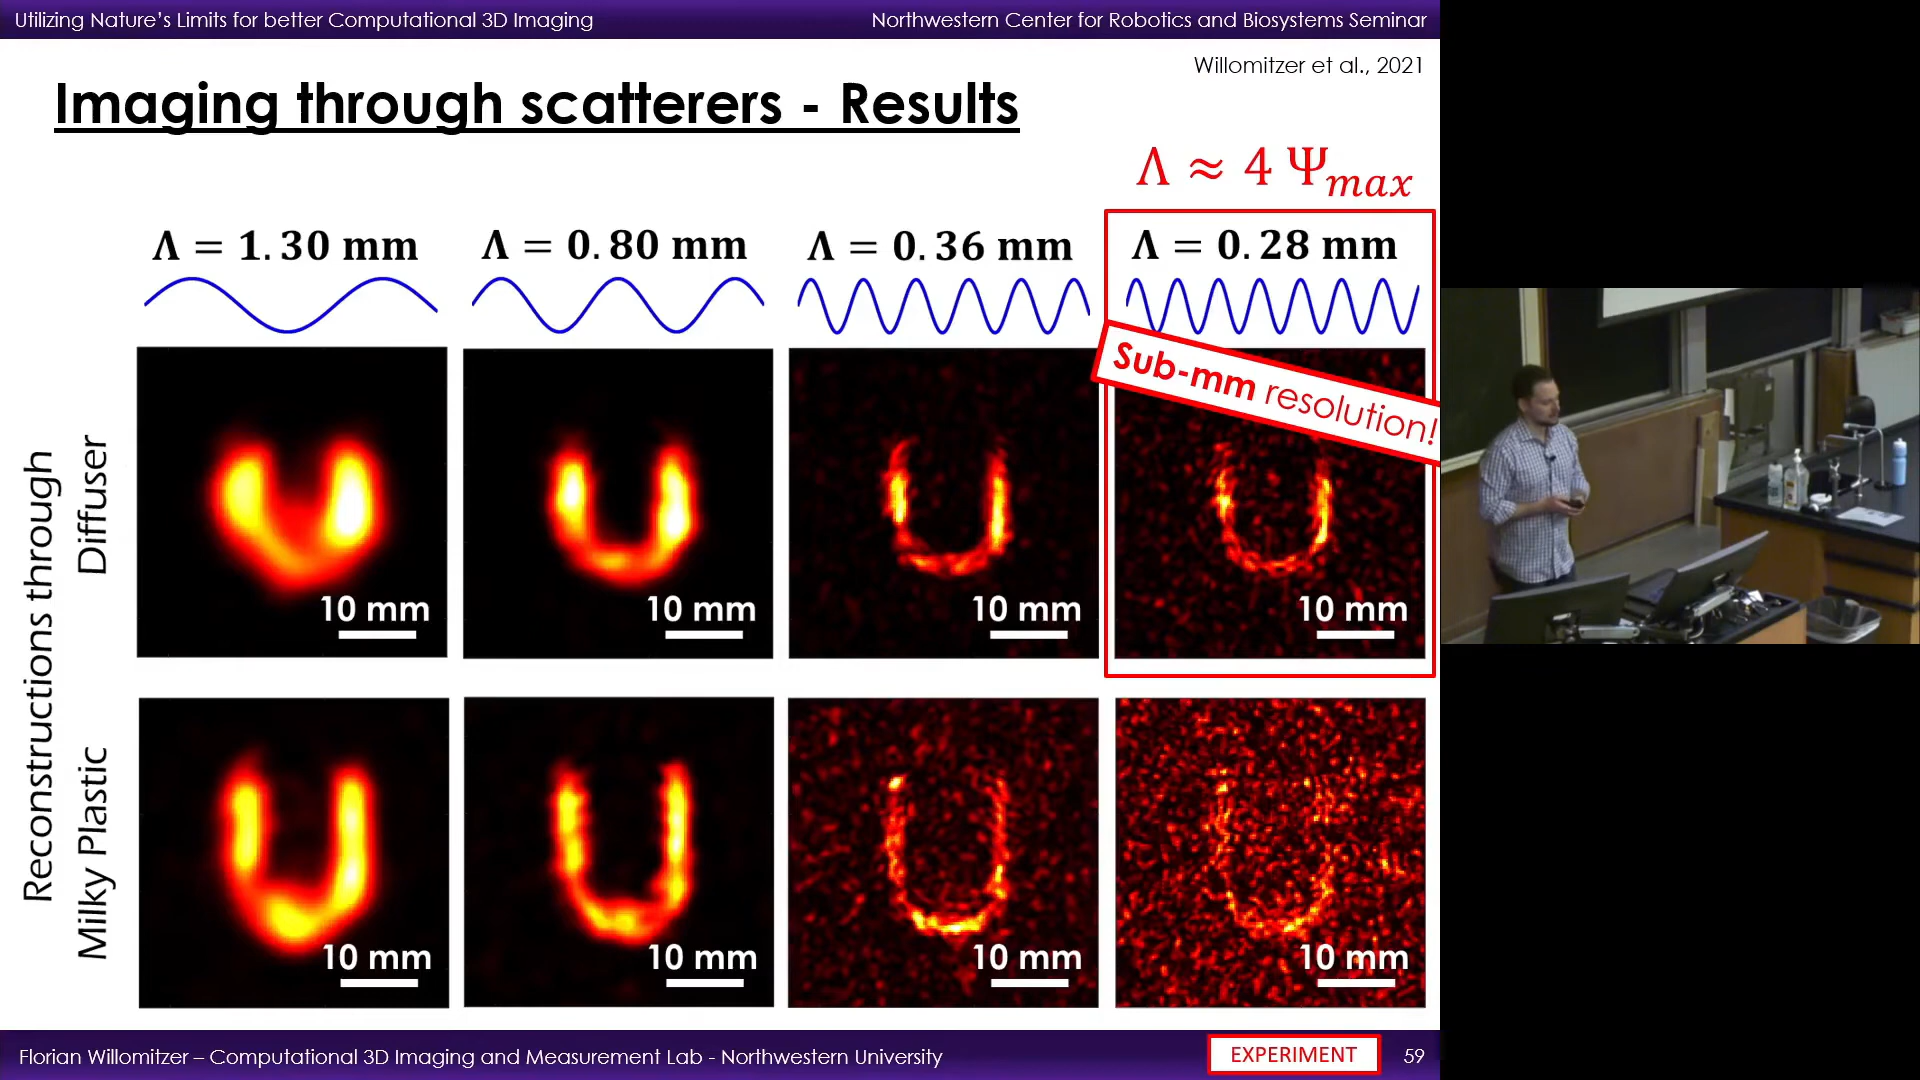 Utilizing Nature's Limits for better Computational 3D Imaging
Northwestern Center for Robotics and Biosystems Seminar
Willomitzer et al., 2021
Imaging through scatterers - Results
Λ ≈ 4 Ψmax
Λ = 1.30 mm
Λ = 0.80 mm
Λ = 0.36 mm
Λ = 0.28 mm
Sub-mm resolution!
Reconstructions through
Diffuser
10 mm
10 mm
10 mm
10 mm
Milky Plastic
10 mm
10 mm
10 mm
10 mm
Florian Willomitzer – Computational 3D Imaging and Measurement Lab - Northwestern University
EXPERIMENT
59